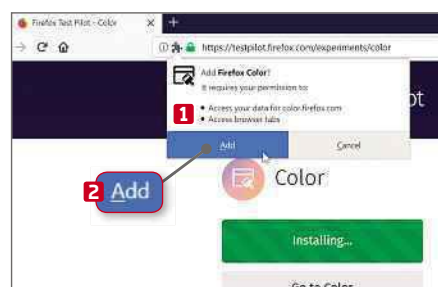 Firefox Test Pilot - Color
https://testpilot.firefox.com/experiments/color
Add Firefox Color?
It requires your permission to:
1
• Access your data for color.firefox.com
• Access browser tabs
Add
Cancel
ot
2 Add
Color
Installing...
Go to Color